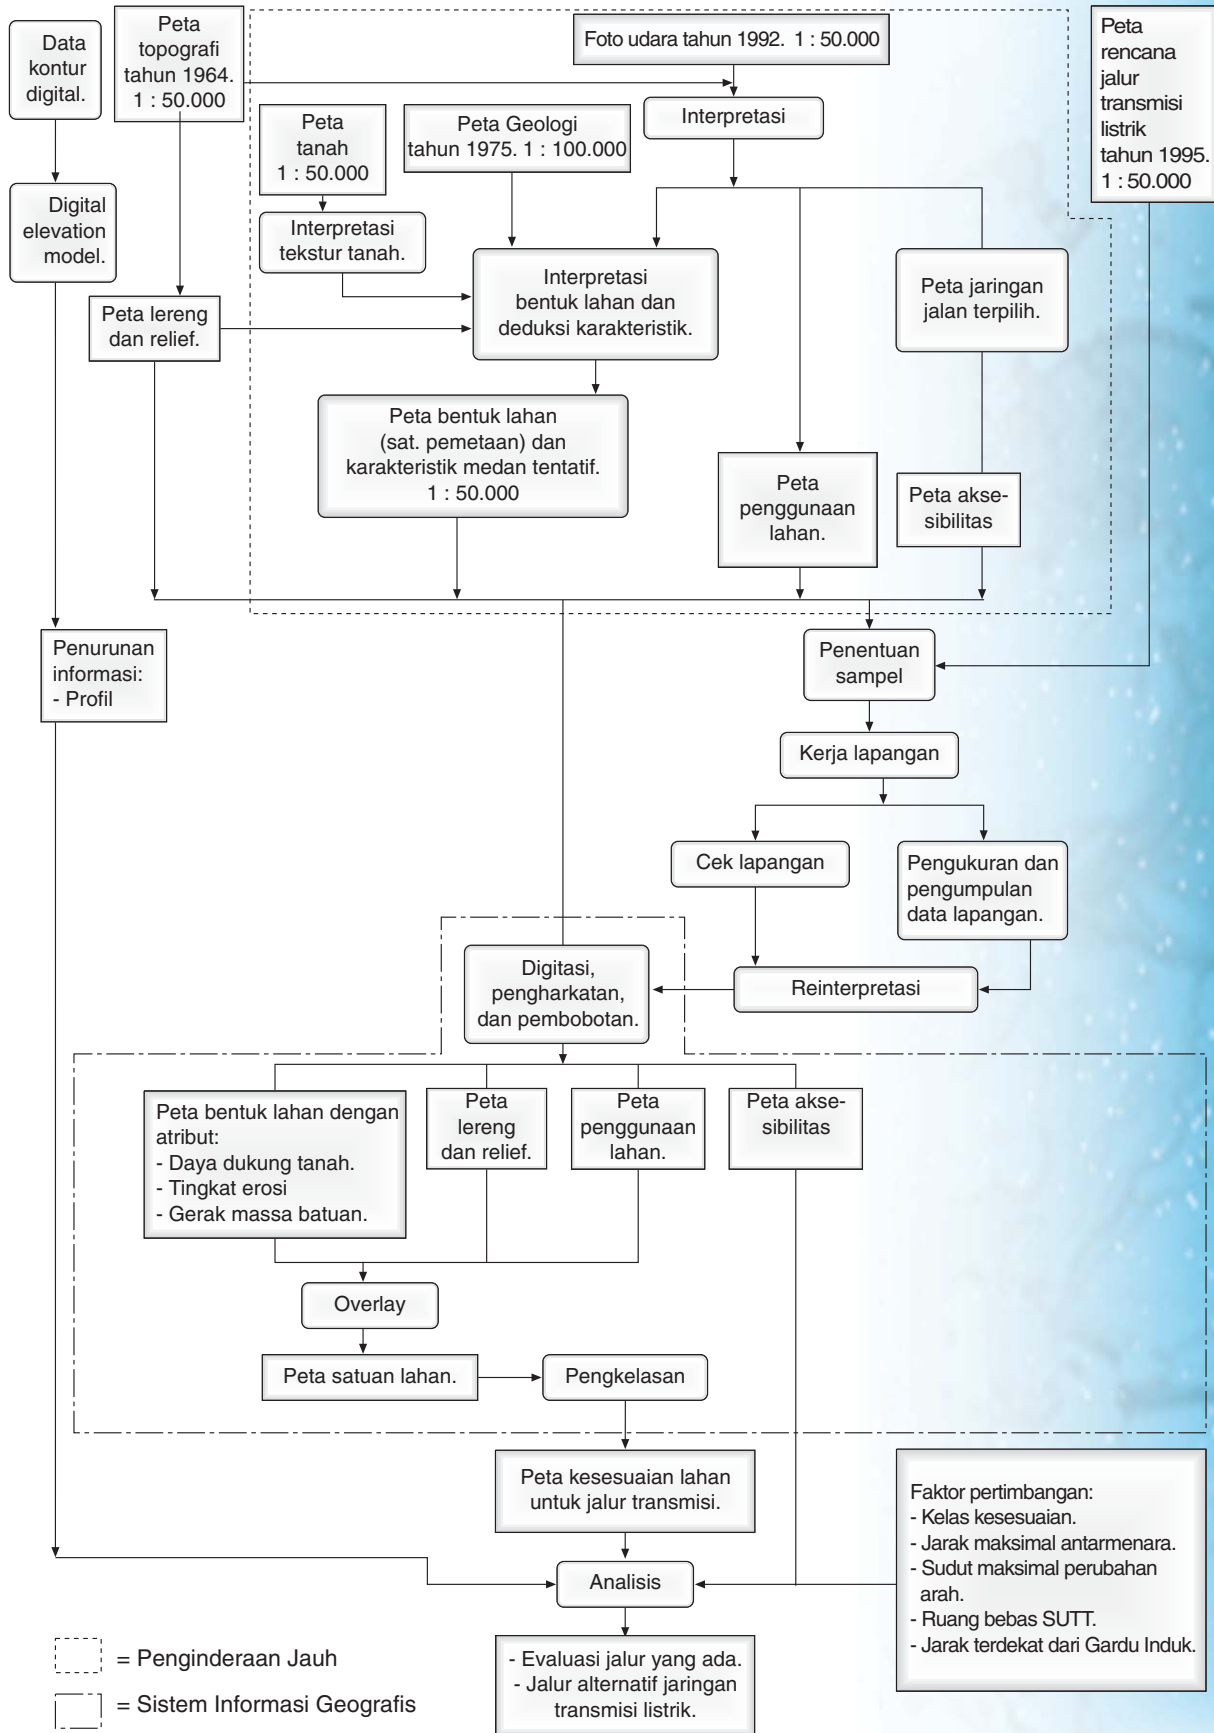 Data
kontur
digital.
Peta
topografi
tahun 1964.
1 : 50.000
Foto udara tahun 1992. 1 : 50.000
Peta
rencana
jalur
transmisi
listrik
tahun 1995.
1 : 50.000
Interpretasi
Peta
tanah
1 : 50.000
Peta Geologi
tahun 1975. 1 : 100.000
Digital
elevation
model.
Interpretasi
tekstur tanah.
Interpretasi
bentuk lahan dan
deduksi karakteristik.
Peta jaringan
jalan terpilih.
Peta lereng
dan relief.
Peta bentuk lahan
(sat. pemetaan) dan
karakteristik medan tentatif.
1 : 50.000
Peta
penggunaan
lahan.
Peta akse-
sibilitas
Penurunan
informasi:
- Profil
Penentuan
sampel
Kerja lapangan
Cek lapangan
Pengukuran dan
pengumpulan
data lapangan.
Digitasi,
pengharkatan,
dan pembobotan.
Reinterpretasi
Peta bentuk lahan dengan
atribut:
- Daya dukung tanah.
- Tingkat erosi
- Gerak massa batuan.
Peta
lereng
dan relief.
Peta
penggunaan
lahan.
Peta akse-
sibilitas
Overlay
Peta satuan lahan.
Pengkelasan
Peta kesesuaian lahan
untuk jalur transmisi.
Faktor pertimbangan:
- Kelas kesesuaian.
- Jarak maksimal antarmenara.
- Sudut maksimal perubahan
arah.
- Ruang bebas SUTT.
- Jarak terdekat dari Gardu Induk.
Analisis
- Evaluasi jalur yang ada.
- Jalur alternatif jaringan
transmisi listrik.
= Penginderaan Jauh
= Sistem Informasi Geografis